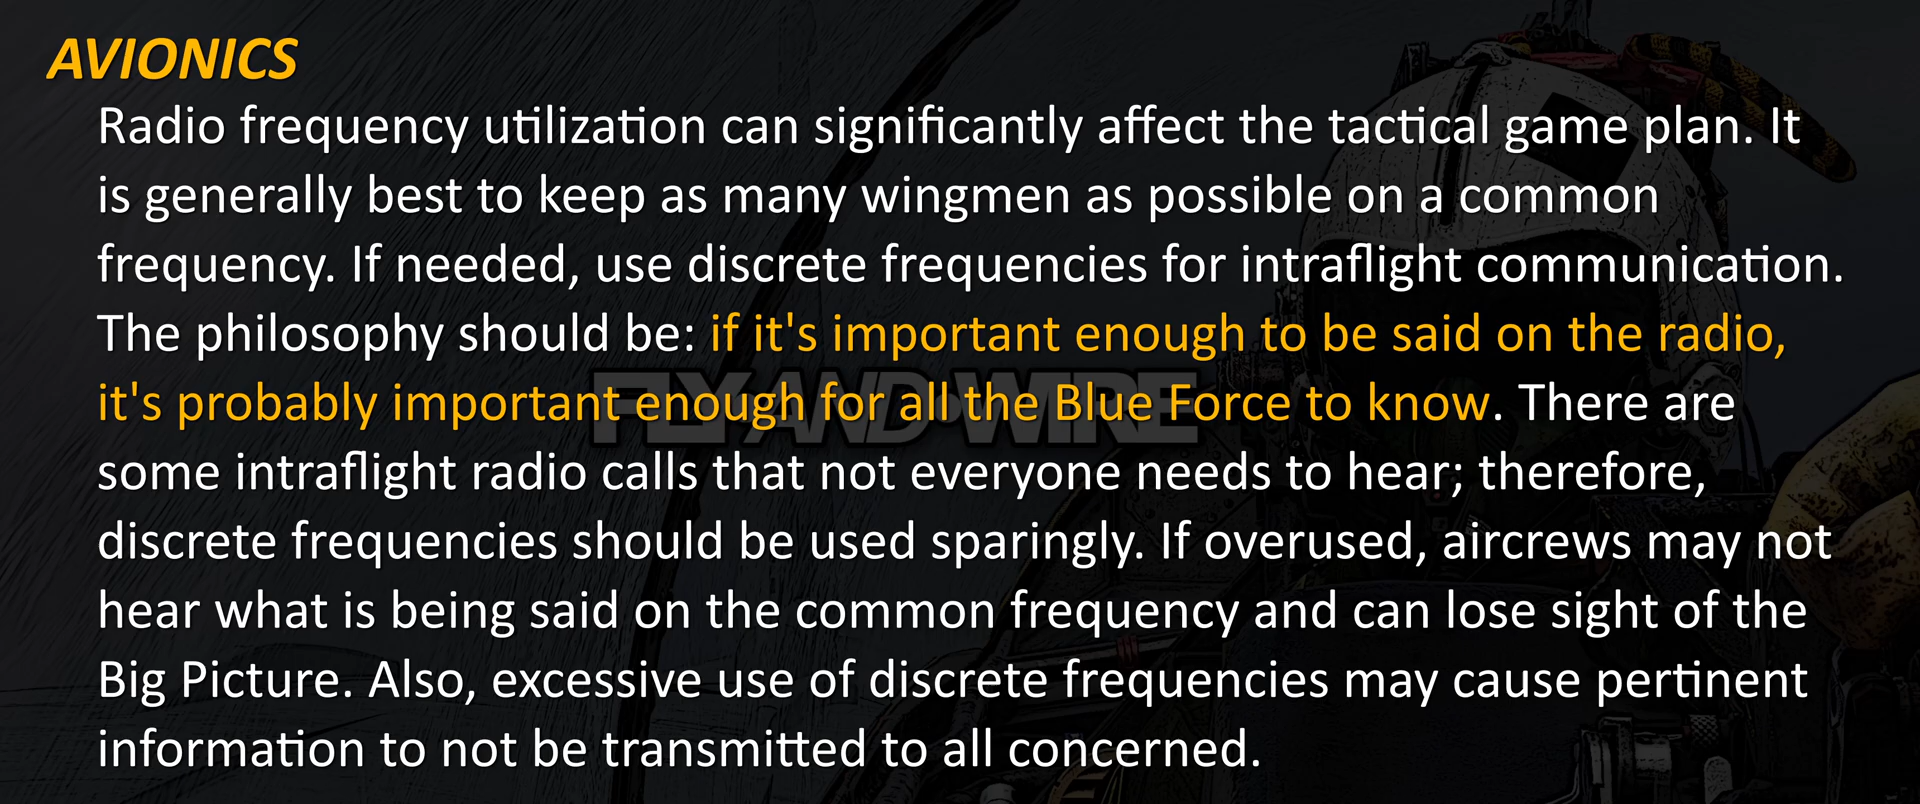 AVIONICS
Radio frequency utilization can significantly affect the tactical game plan. It
is generally best to keep as many wingmen as possible on a common
frequency. If needed, use discrete frequencies for intraflight communication.
The philosophy should be: if it's important enough to be said on the radio,
it's probably important enough for all the Blue Force to know. There are
FLY·AND·WIRE
some intraflight radio calls that not everyone needs to hear; therefore,
discrete frequencies should be used sparingly. If overused, aircrews may not
hear what is being said on the common frequency and can lose sight of the
Big Picture. Also, excessive use of discrete frequencies may cause pertinent
information to not be transmitted to all concerned.